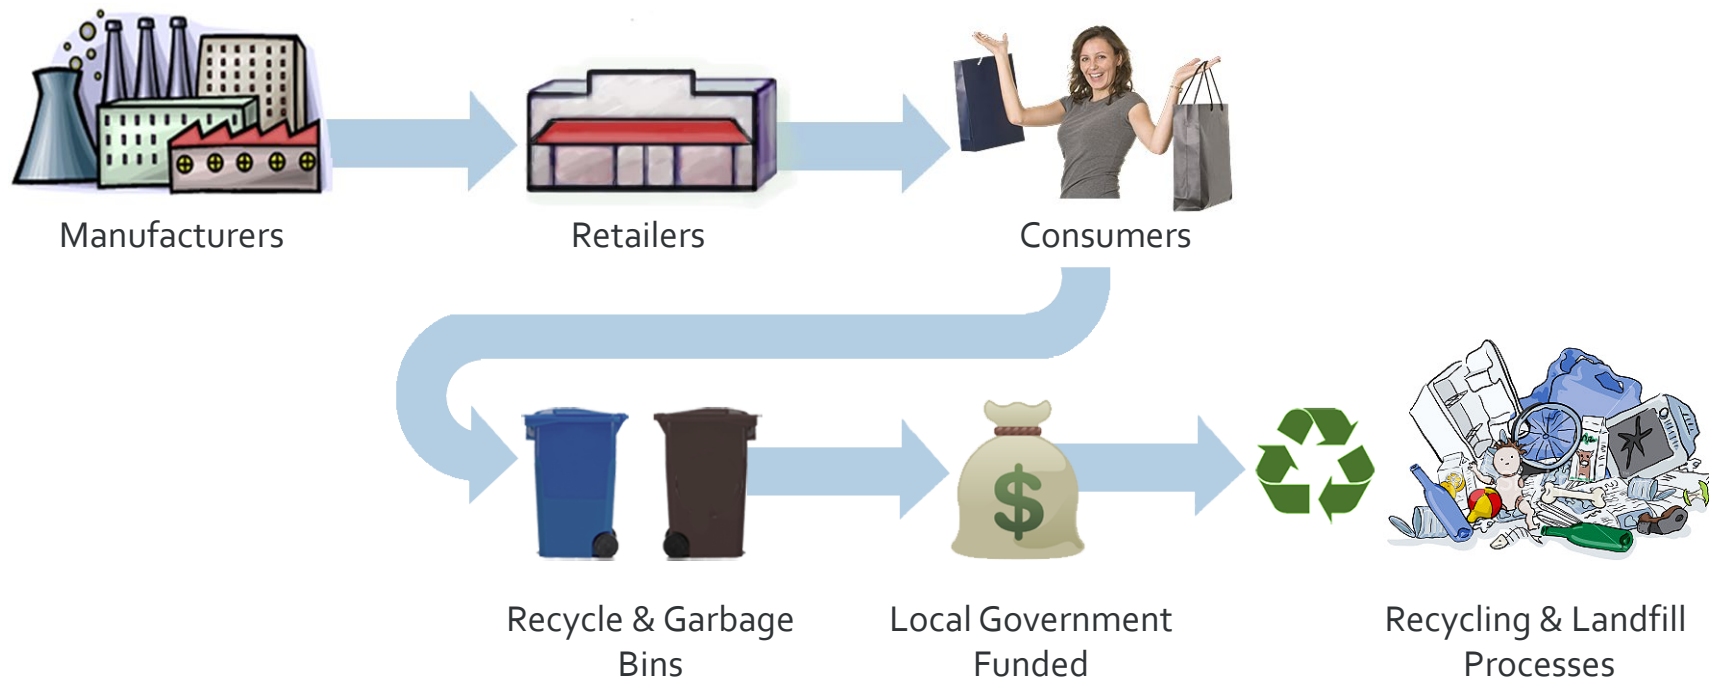 Manufacturers
Retailers
Consumers
$
Recycle & Garbage
Bins
Local Government
Funded
Recycling & Landfill
Processes